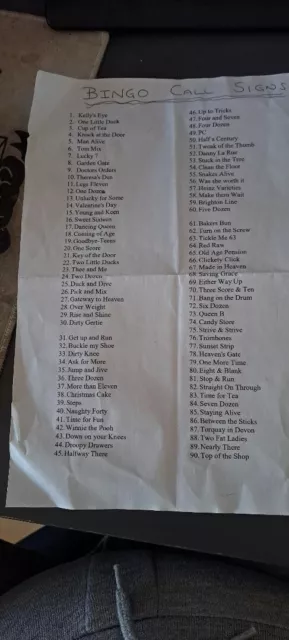 BINGO CALL SIGNS
1. Kelly's Eye
2. One Little Duck
3. Cup of Tea
4. Knock at the Door
5. Man Alive
6. Tom Mix
7. Lucky 7
8. Garden Gate
9. Doctors Orders
10.
11. Legs Eleven
12. One Dozen
13. Unlucky for Some
14. Valentine's Day
15. Young and Keen
16. Sweet Sixteen
17. Dancing Queen
18. Coming of Age
19. Goodbye-Teens
20. One Score
21. Key of the Door
22. Two Little Ducks
23. Thee and Me
24. Two Dozen
25. Duck and Dive
26. Pick and Mix
27. Gateway to Heaven
28. Over Weight
29. Rise and Shine
30. Dirty Gertie
31. Get up and Run
32. Buckle my Shoe
33. Dirty Knee
34. Ask for More
35. Jump and Jive
36. Three Dozen
37. More than Eleven
38. Christmas Cake
39. Steps
40. Naughty Forty
41. Time for Fun
42. Winnie the Pooh
43. Down on your Knees
44. Droopy Drawers
45. Halfway There
46. Up to Tricks
47. Four and Seven
48. Four Dozen
49. PC
50. Half a Century
51. Tweak of the Thumb
52. Danny La Rue
53. Stuck in the Tree
54. Clean the Floor
55. Snakes Alive
56. Was she worth it
57. Heinz Varieties
58. Make them Wait
59. Brighton Line
60. Five Dozen
61. Bakers Bun
62. Turn on the Screw
63. Tickle Me 63
64. Red Raw
65. Old Age Pension
66. Clickety Click
67. Made in Heaven
68. Saving Grace
69. Either Way Up
70. Three Score & Ten
71. Bang on the Drum
72. Six Dozen
73. Queen B
74. Candy Store
75. Strive & Strive
76. Trombones
77. Sunset Strip
78. Heaven's Gate
79. One More Time
80. Eight & Blank
81. Stop & Run
82. Straight On Through
83. Time for Tea
84. Seven Dozen
85. Staying Alive
86. Between the Sticks
87. Torquay in Devon
88. Two Fat Ladies
89. Nearly There
90. Top of the Shop